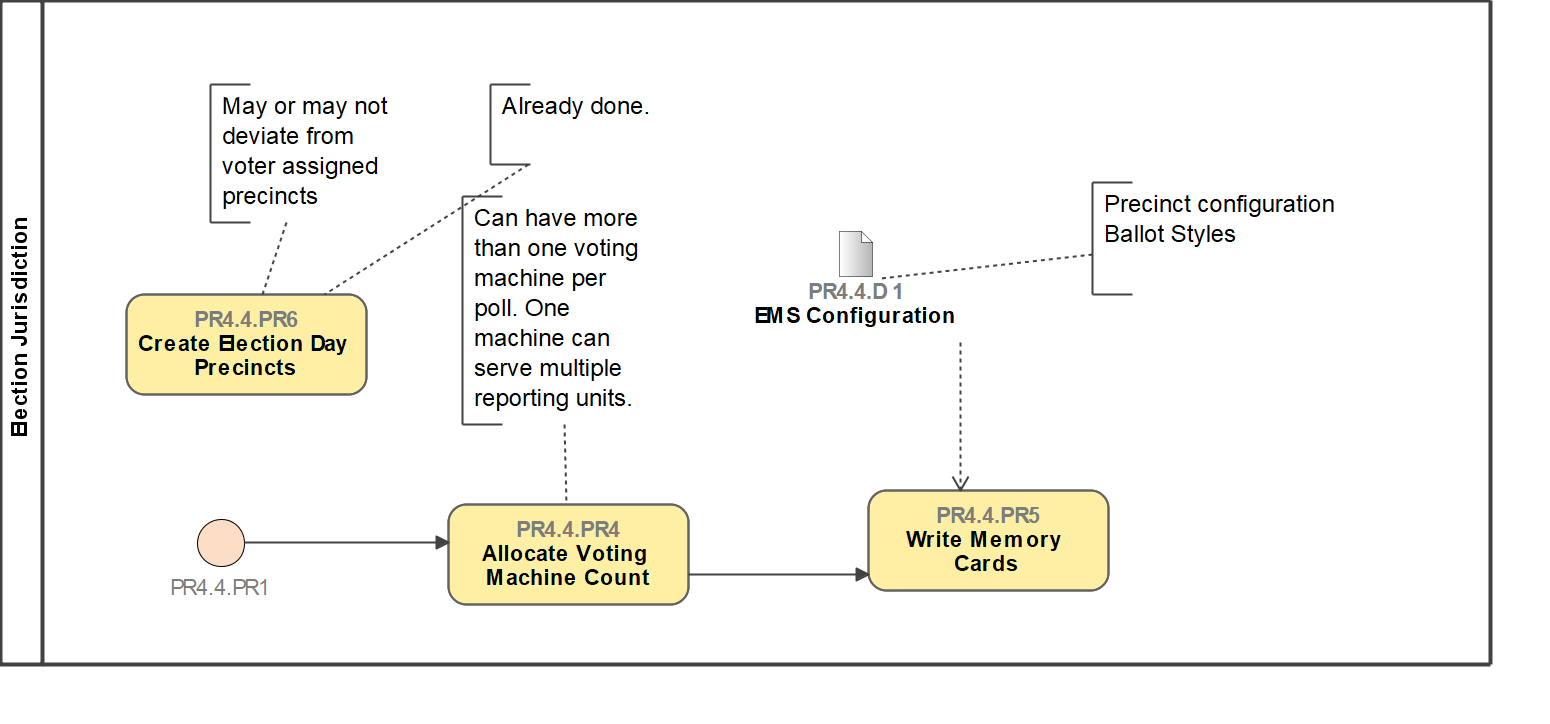 Election Jurisdiction
May or may not
deviate from
voter assigned
precincts
Already done.
Can have more
than one voting
machine per
poll. One
machine can
serve multiple
reporting units.
Precinct configuration
Ballot Styles
PR4.4.D1
EMS Configuration
PR4.4.PR6
Create Election Day
Precincts
PR4.4.PR1
PR4.4.PR4
Allocate Voting
Machine Count
PR4.4.PR5
Write Memory
Cards